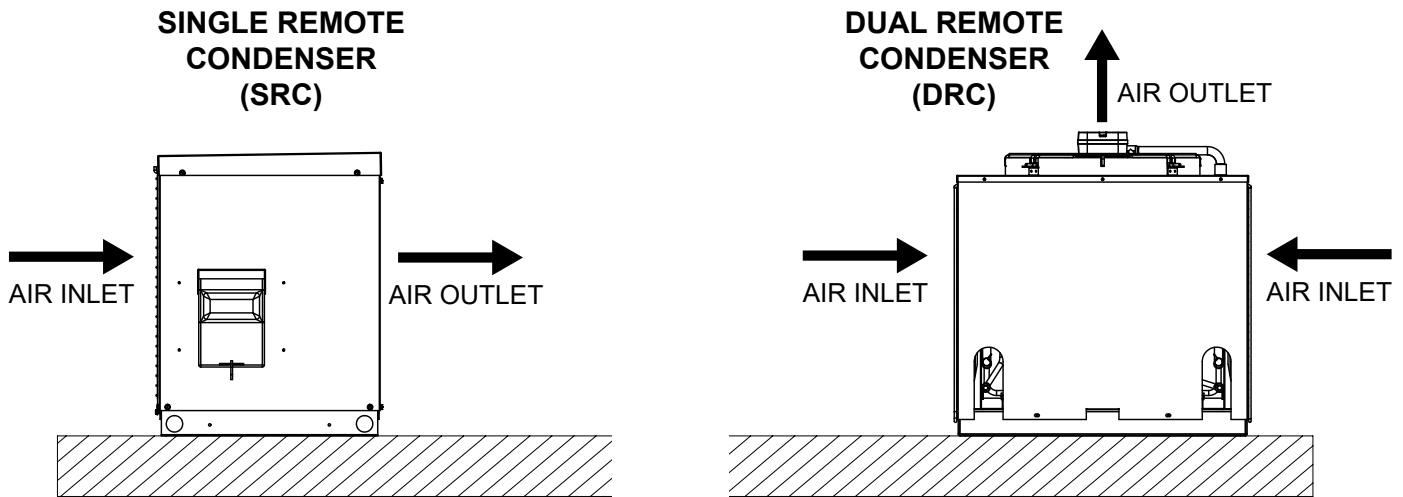 SINGLE REMOTE
CONDENSER
(SRC)
AIR INLET
AIR OUTLET
DUAL REMOTE
CONDENSER
(DRC)
AIR OUTLET
AIR INLET
AIR INLET